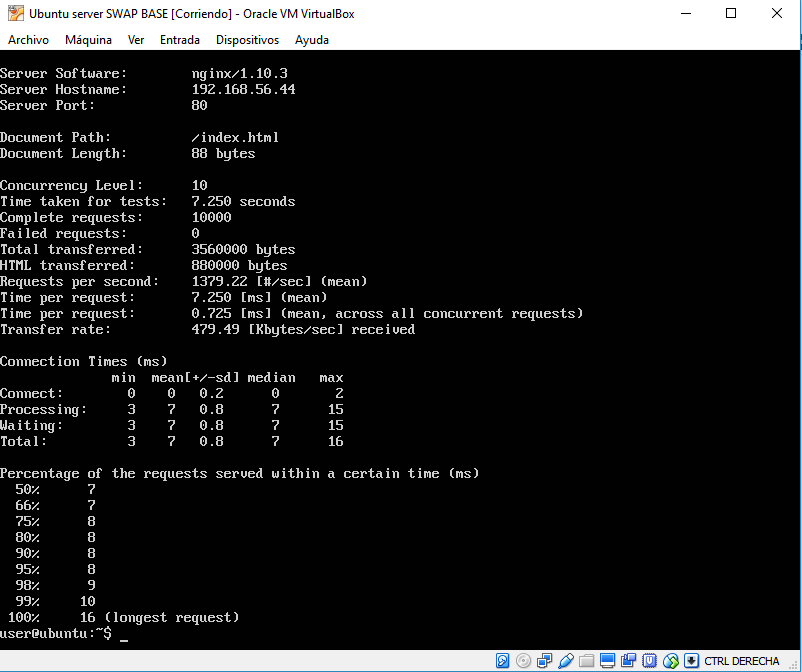 Ubuntu server SWAP BASE [Corriendo] - Oracle VM VirtualBox
Archivo Máquina Ver Entrada Dispositivos Ayuda
Server Software: nginx/1.10.3
Server Hostname: 192.168.56.44
Server Port: 80
Document Path: /index.html
Document Length: 88 bytes
Concurrency Level: 10
Time taken for tests: 7.250 seconds
Complete requests: 10000
Failed requests: 0
Total transferred: 3560000 bytes
HTML transferred: 880000 bytes
Requests per second: 1379.22 [#/sec] (mean)
Time per request: 7.250 [ms] (mean)
Time per request: 0.725 [ms] (mean, across all concurrent requests)
Transfer rate: 479.49 [Kbytes/sec] received
Connection Times (ms)
min mean[+/-sd] median max
Connect: 0 0 0.2 0 2
Processing: 3 7 0.8 7 15
Waiting: 3 7 0.8 7 15
Total: 3 7 0.8 7 16
Percentage of the requests served within a certain time (ms)
50% 7
66% 7
75% 8
80% 8
90% 8
95% 8
98% 9
99% 10
100% 16 (longest request)
user@ubuntu:~$ _
CTRL DERECHA